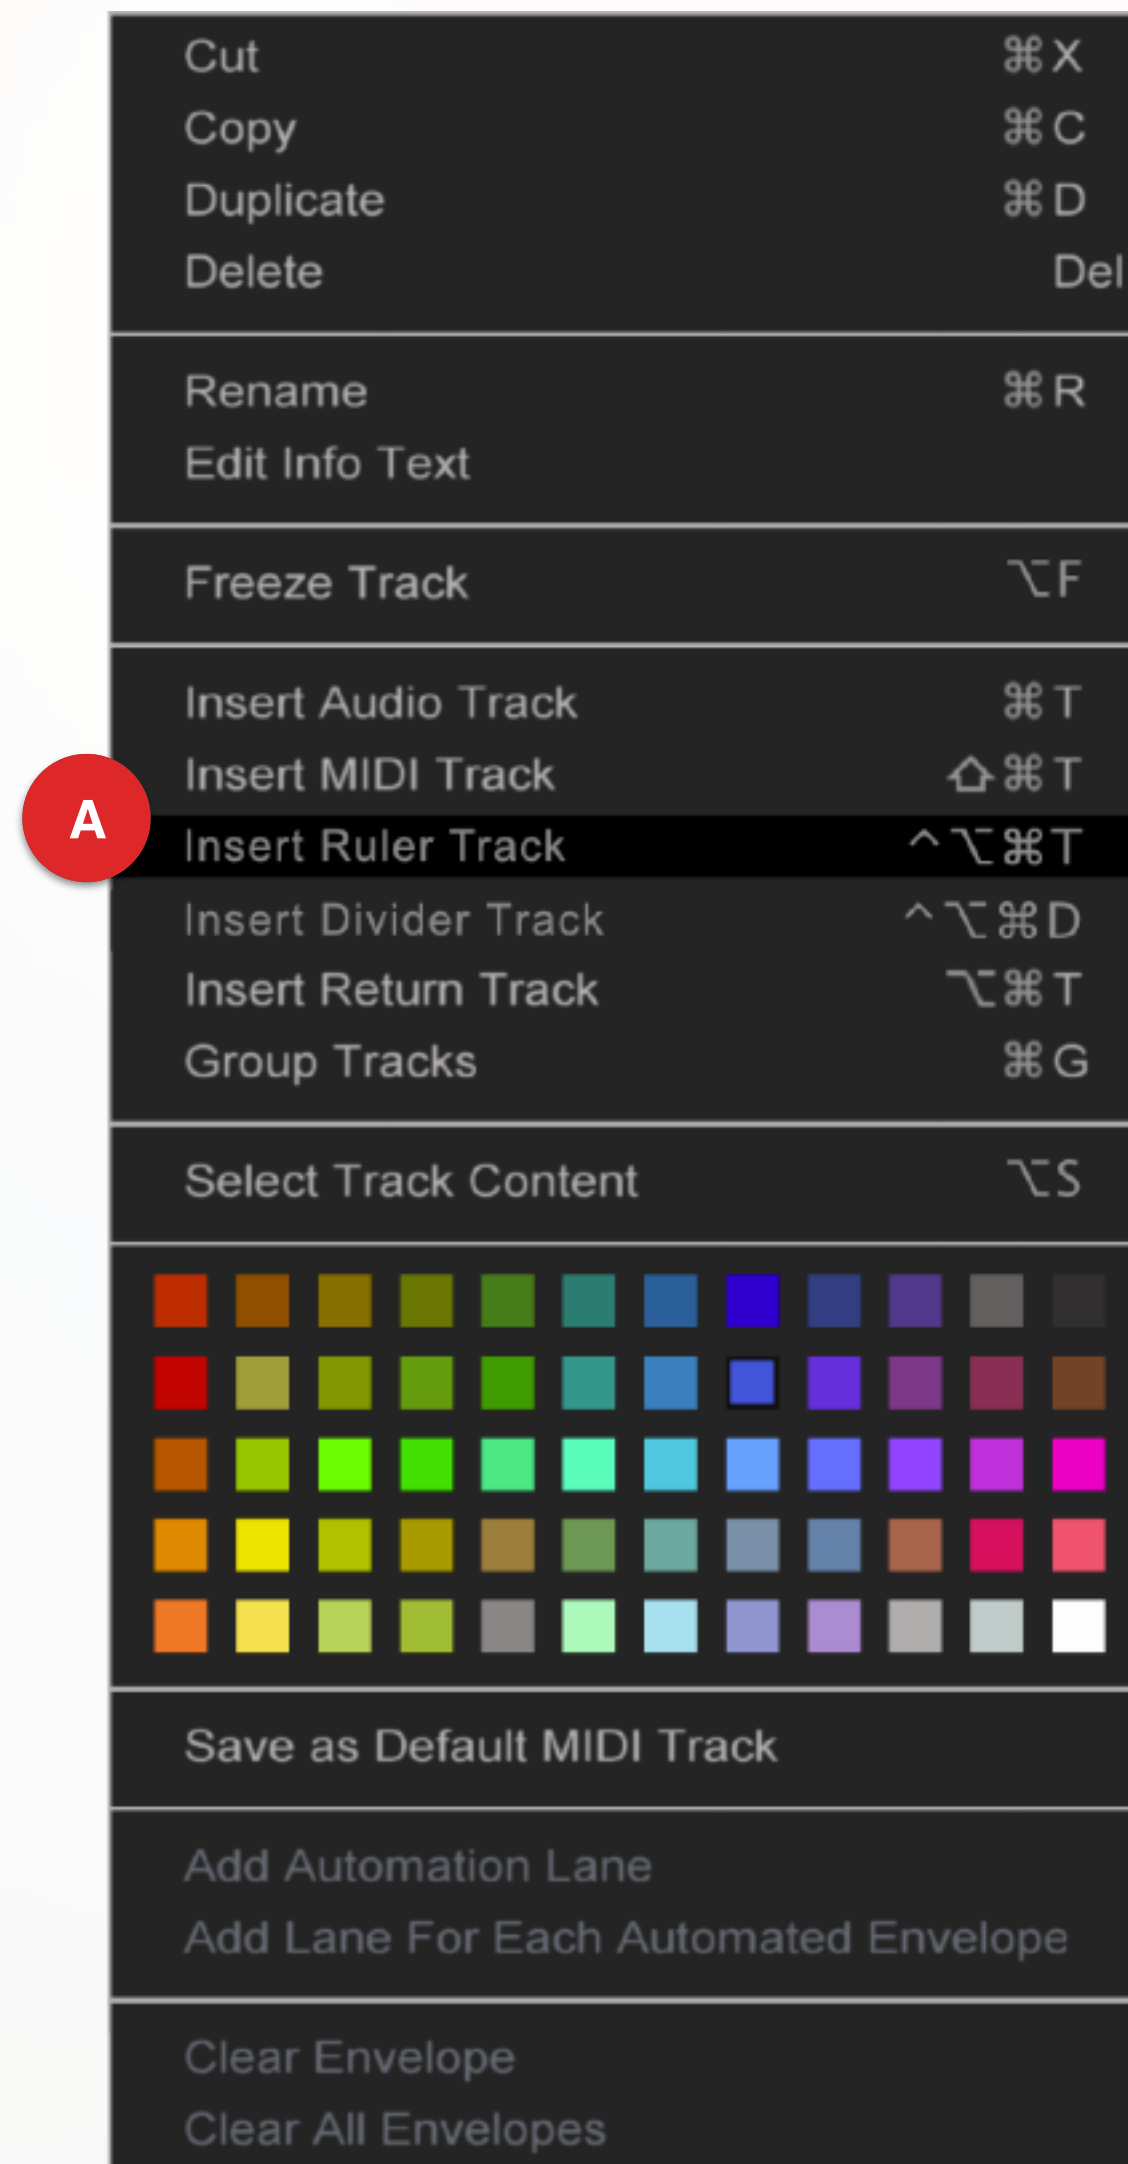 Cut ⌘X
Copy ⌘C
Duplicate ⌘D
Delete Del
Rename ⌘R
Edit Info Text
Freeze Track ⌥F
Insert Audio Track ⌘T
Insert MIDI Track ⇧⌘T
A
Insert Ruler Track ^⌥⌘T
Insert Divider Track ^⌥⌘D
Insert Return Track ⌥⌘T
Group Tracks ⌘G
Select Track Content ⌥S
Save as Default MIDI Track
Add Automation Lane
Add Lane For Each Automated Envelope
Clear Envelope
Clear All Envelopes